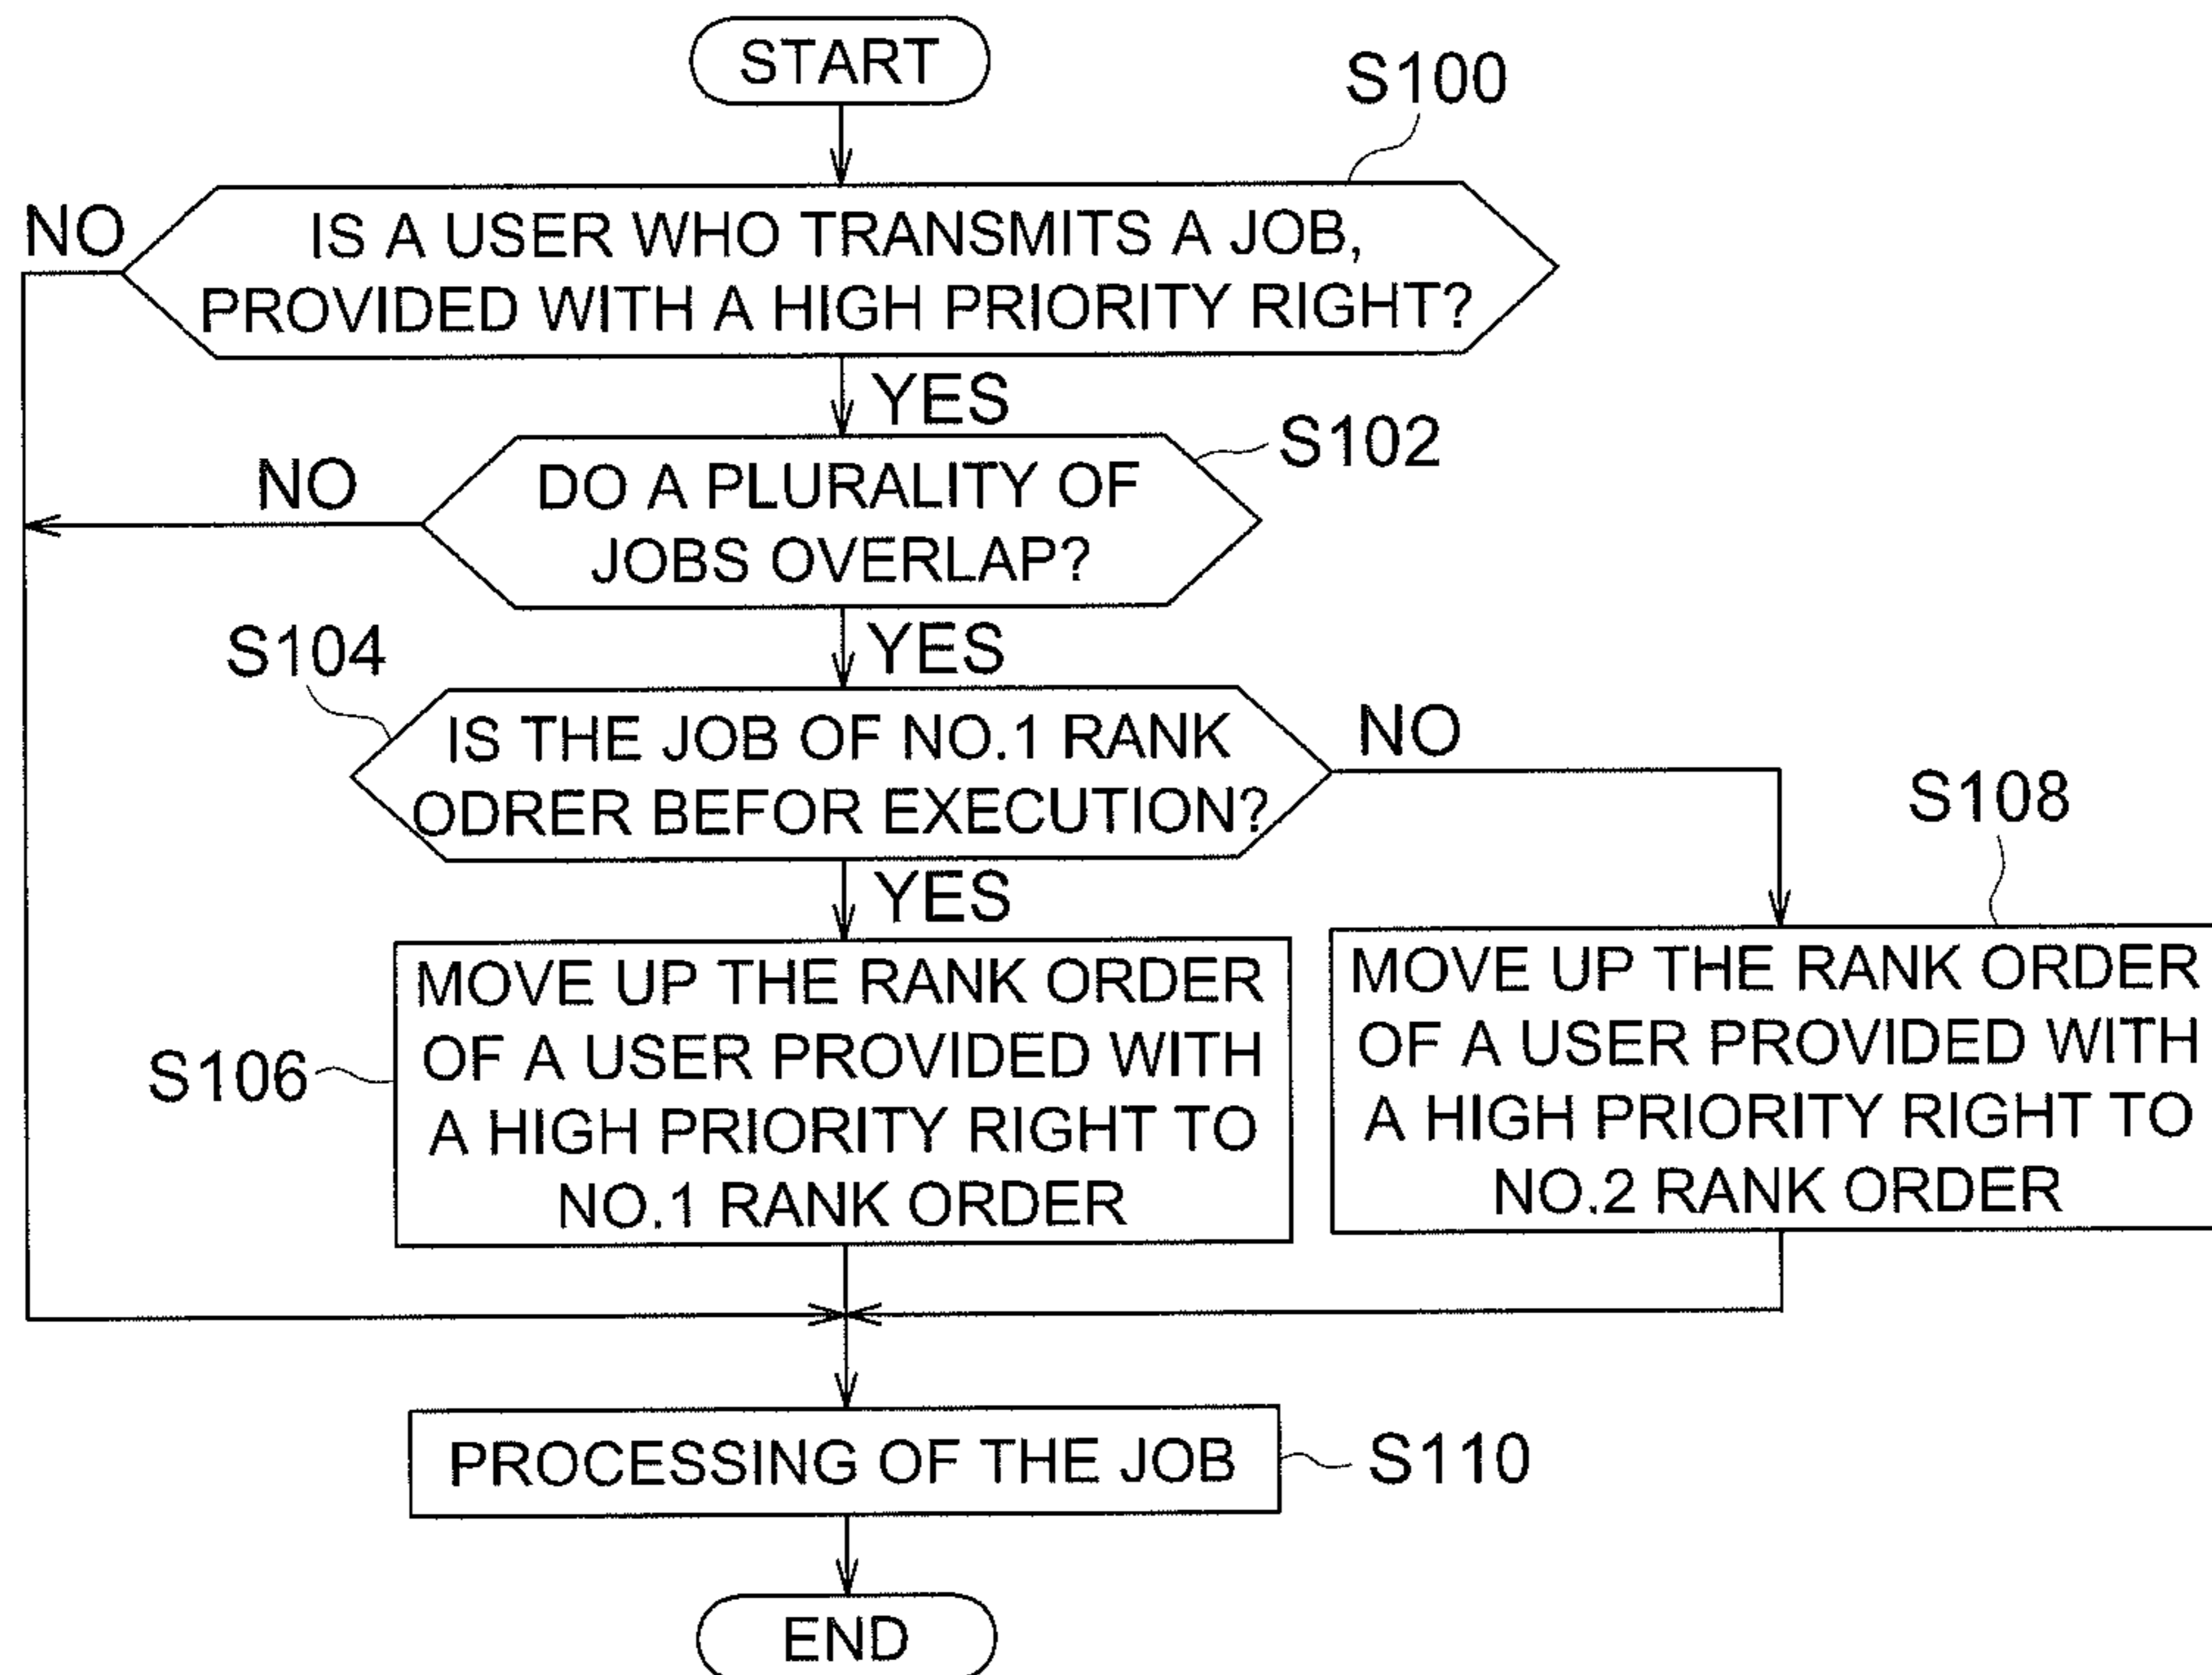 START
S100
NO
IS A USER WHO TRANSMITS A JOB,
PROVIDED WITH A HIGH PRIORITY RIGHT?
YES
S102
NO
DO A PLURALITY OF
JOBS OVERLAP?
YES
S104
IS THE JOB OF NO.1 RANK
ODRER BEFOR EXECUTION?
NO
S108
YES
MOVE UP THE RANK ORDER
OF A USER PROVIDED WITH
A HIGH PRIORITY RIGHT TO
NO.1 RANK ORDER
S106
MOVE UP THE RANK ORDER
OF A USER PROVIDED WITH
A HIGH PRIORITY RIGHT TO
NO.2 RANK ORDER
PROCESSING OF THE JOB
S110
END